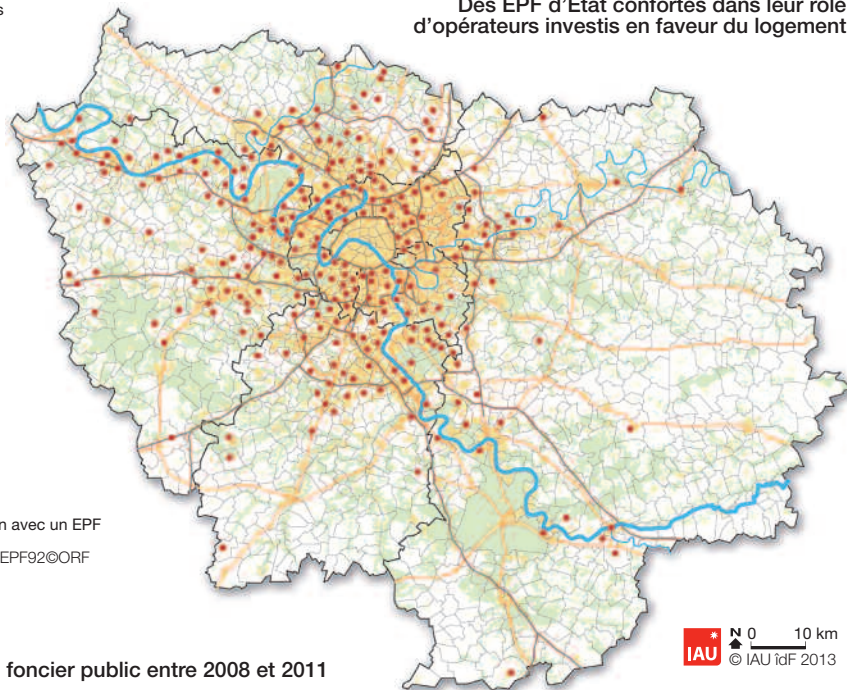 s
Des EPF d'État confortés dans leur rôle
d'opérateurs investis en faveur du logement
n avec un EPF
EPF92©ORF
foncier public entre 2008 et 2011
IAU
N 0 10 km
© IAU îdF 2013